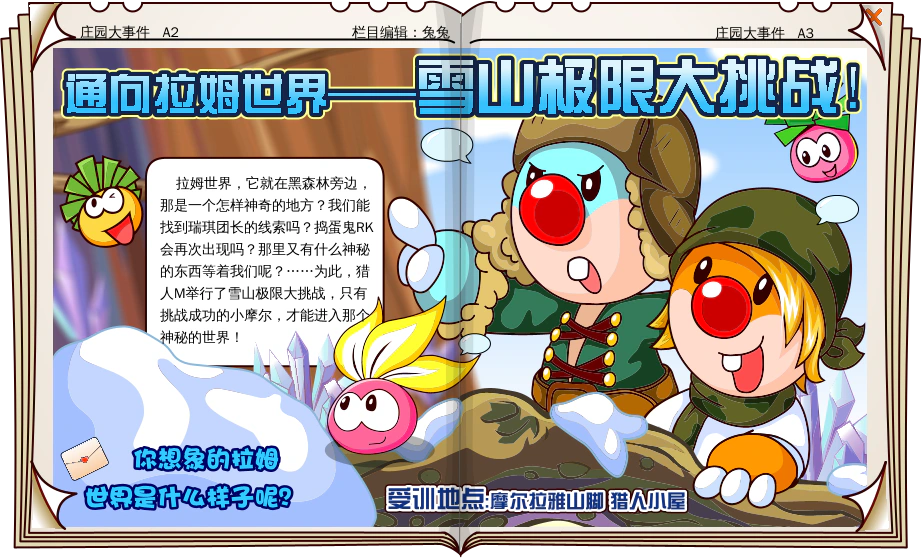 庄园大事件 A2
栏目编辑：兔兔
庄园大事件 A3
通向拉姆世界——雪山极限大挑战！
拉姆世界，它就在黑森林旁边，
那是一个怎样神奇的地方？我们能
找到瑞琪团长的线索吗？捣蛋鬼RK
会再次出现吗？那里又有什么神秘
的东西等着我们呢？……为此，猎
人M举行了雪山极限大挑战，只有
挑战成功的小摩尔，才能进入那个
神秘的世界！
你想象的拉姆
世界是什么样子呢？
受训地点:摩尔拉雅山脚 猎人小屋